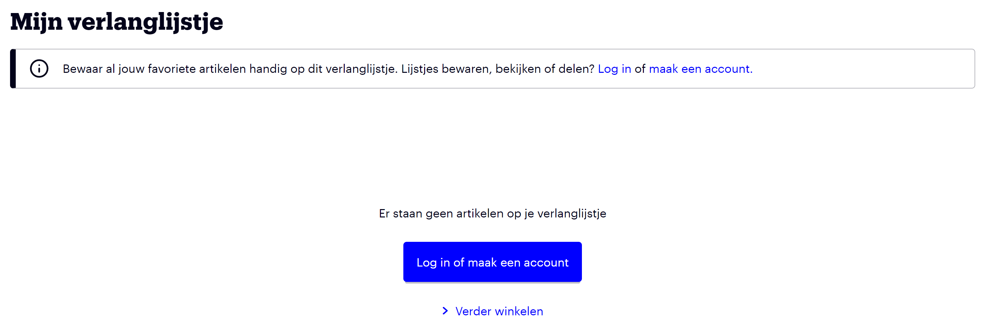 Mijn verlanglijstje
Bewaar al jouw favoriete artikelen handig op dit verlanglijstje. Lijstjes bewaren, bekijken of delen? Log in of maak een account.
Er staan geen artikelen op je verlanglijstje
Log in of maak een account
Verder winkelen